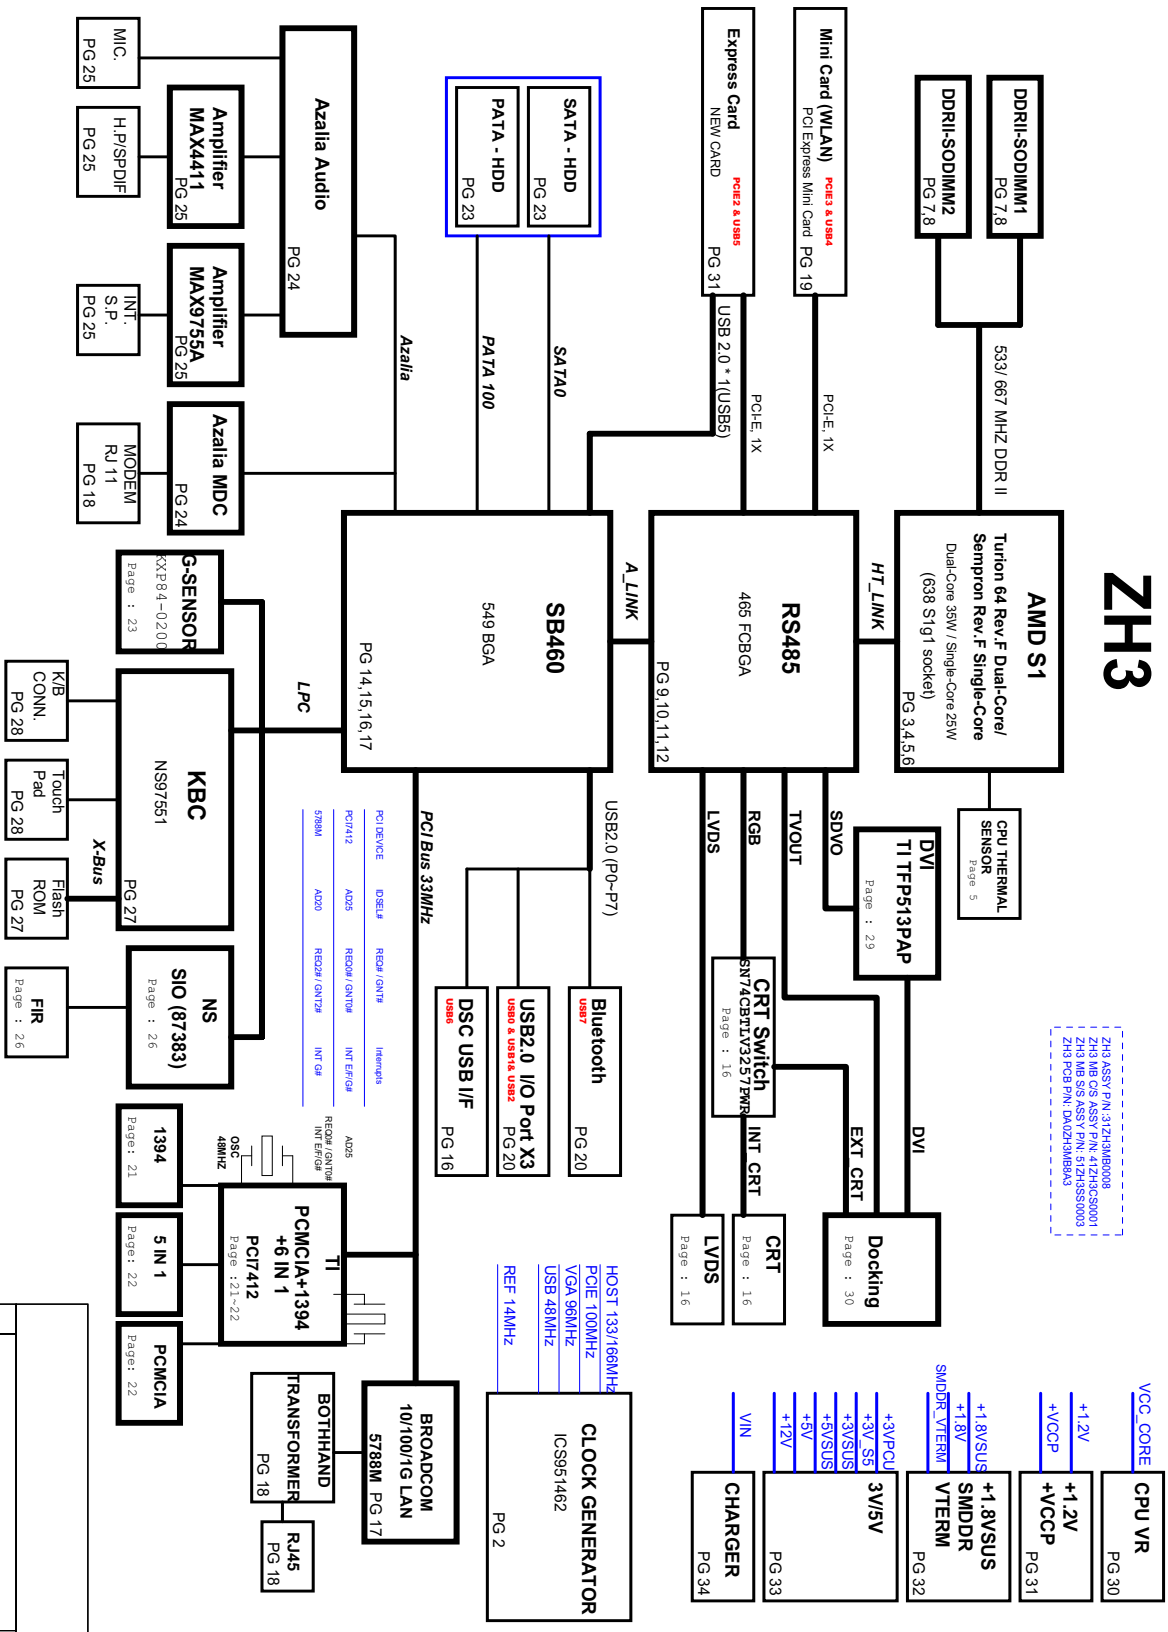 ZH3
ZH3 ASSY P/N:31ZH3MB0008
ZH3 MB C/S ASSY P/N: 41ZH3CS0001
ZH3 MB S/S ASSY P/N: 51ZH3SS0003
ZH3 PCB P/N: DA0ZH3MB8A3
DDRII-SODIMM1
PG 7,8
DDRII-SODIMM2
PG 7,8
533/ 667 MHZ DDR II
AMD S1
Turion 64 Rev.F Dual-Core/
Sempron Rev.F Single-Core
Dual-Core 35W / Single-Core 25W
(638 S1g1 socket)
PG 3,4,5,6
CPU THERMAL
SENSOR
Page 5
HT_LINK
Mini Card (WLAN)
PCIE3 & USB4
PCI Express Mini Card
PG 19
PCI-E, 1X
Express Card
PCIE2 & USB5
NEW CARD
PG 31
PCI-E, 1X
USB 2.0 * 1(USB5)
RS485
465 FCBGA
PG 9,10,11,12
SDVO
TVOUT
RGB
LVDS
DVI
TI TFP513PAP
Page : 29
CRT Switch
SN74CBTLV3257PWR
Page : 16
DVI
EXT_CRT
INT_CRT
Docking
Page : 30
CRT
Page : 16
LVDS
Page : 16
A_LINK
SATA - HDD
PG 23
PATA - HDD
PG 23
SATA0
PATA 100
Azalia
SB460
549 BGA
PG 14,15,16,17
USB2.0 (P0~P7)
Bluetooth
USB7
PG 20
USB2.0 I/O Port X3
USB0 & USB1& USB2
PG 20
DSC USB I/F
USB6
PG 16
Azalia Audio
PG 24
MIC.
PG 25
Amplifier
MAX4411
PG 25
H.P/SPDIF
PG 25
Amplifier
MAX9755A
PG 25
INT.
S.P.
PG 25
Azalia MDC
PG 24
MODEM
RJ 11
PG 18
LPC
PCI Bus 33MHz
PCI DEVICE IDSEL# REQ# / GNT# Interrupts
PCI7412 AD25 REQ0# / GNT0# INT E/F/G#
5788M AD20 REQ2# / GNT2# INT G#
G-SENSOR
KXP84-0200
Page : 23
KBC
NS97551
PG 27
K/B
CONN.
PG 28
Touch
Pad
PG 28
X-Bus
Flash
ROM
PG 27
NS
SIO (87383)
Page : 26
FIR
Page : 26
AD25
REQ0# / GNT0#
INT E/F/G#
OSC
48MHZ
TI
PCMCIA+1394
+6 IN 1
PCI7412
Page :21~22
1394
Page: 21
5 IN 1
Page: 22
PCMCIA
Page: 22
BROADCOM
10/100/1G LAN
5788M PG 17
BOTHHAND
TRANSFORMER
PG 18
RJ45
PG 18
HOST 133/166MHz
PCIE 100MHz
VGA 96MHz
USB 48MHz
REF 14MHz
CLOCK GENERATOR
ICS951462
PG 2
VCC_CORE
CPU VR
PG 30
+1.2V
+VCCP
+1.2V
+VCCP
PG 31
+1.8VSUS
+1.8V
SMDDR_VTERM
+1.8VSUS
SMDDR
VTERM
PG 32
+3VPCU
+3V_S5
+3VSUS
+5VSUS
+5V
+12V
3V/5V
PG 33
VIN
CHARGER
PG 34